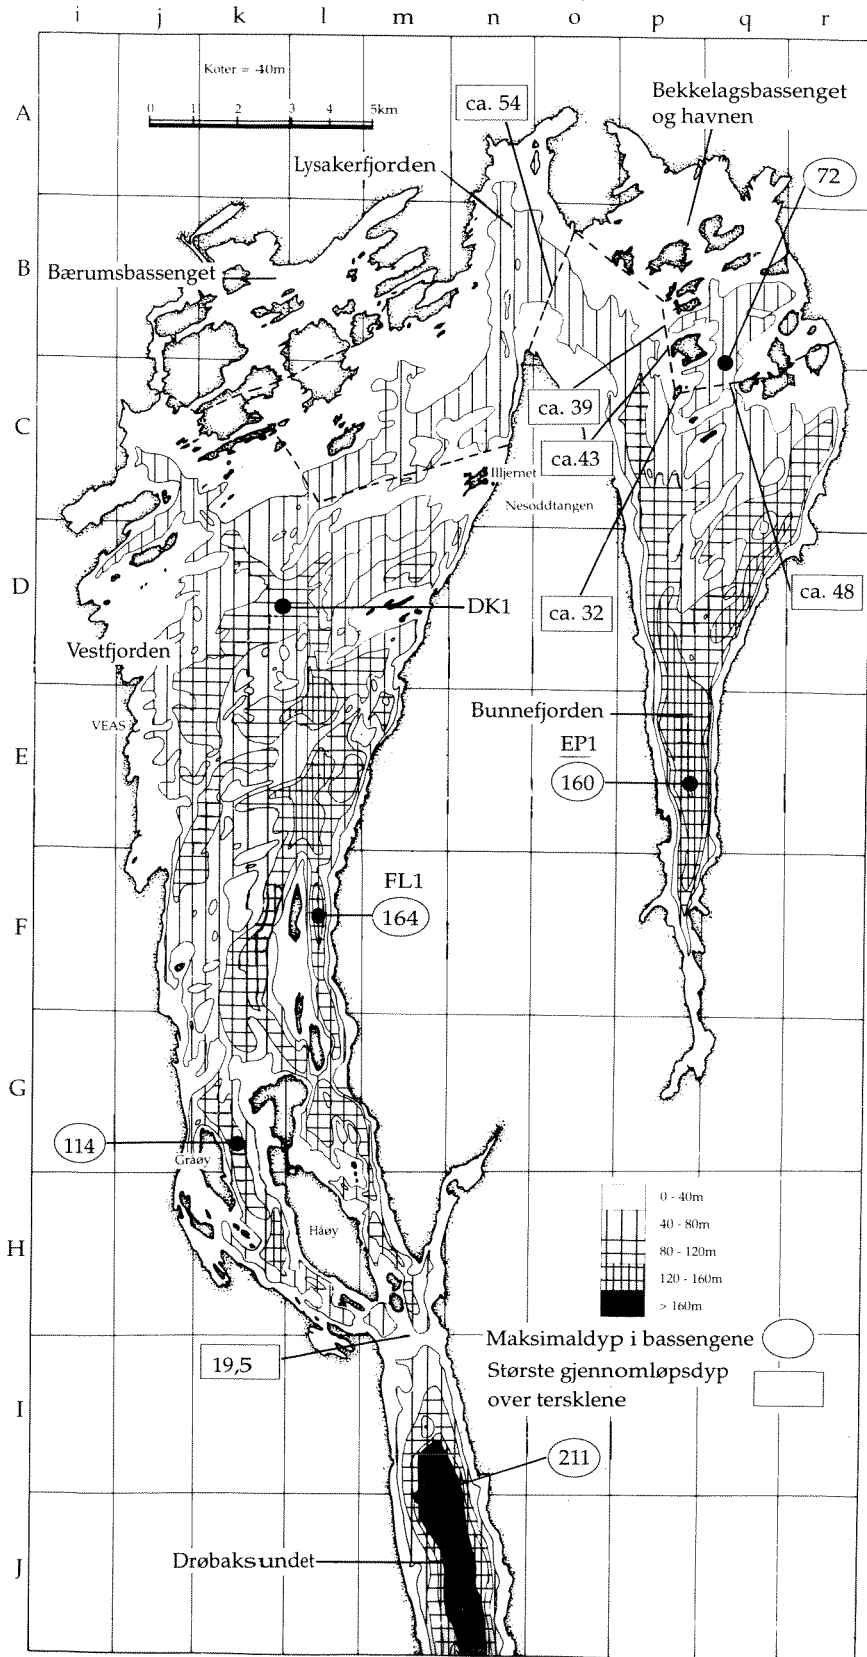 i j k l m n o p q r
A
B
C
D
E
F
G
H
I
J
Koter = 40m
0 1 2 3 4 5km
ca. 54
Bekkelagsbassenget
og havnen
Lysakerfjorden
72
Bærumsbassenget
ca. 39
ca.43
Illjernet
Nesoddtangen
ca. 32
ca. 48
DK1
Vestfjorden
VEAS
Bunnefjorden
EP1
160
FL1
164
114
Gråøy
Håøy
0 - 40m
40 - 80m
80 - 120m
120 - 160m
> 160m
Maksimaldyp i bassengene
19,5
Største gjennomløpsdyp
over tersklene
211
Drøbaksundet